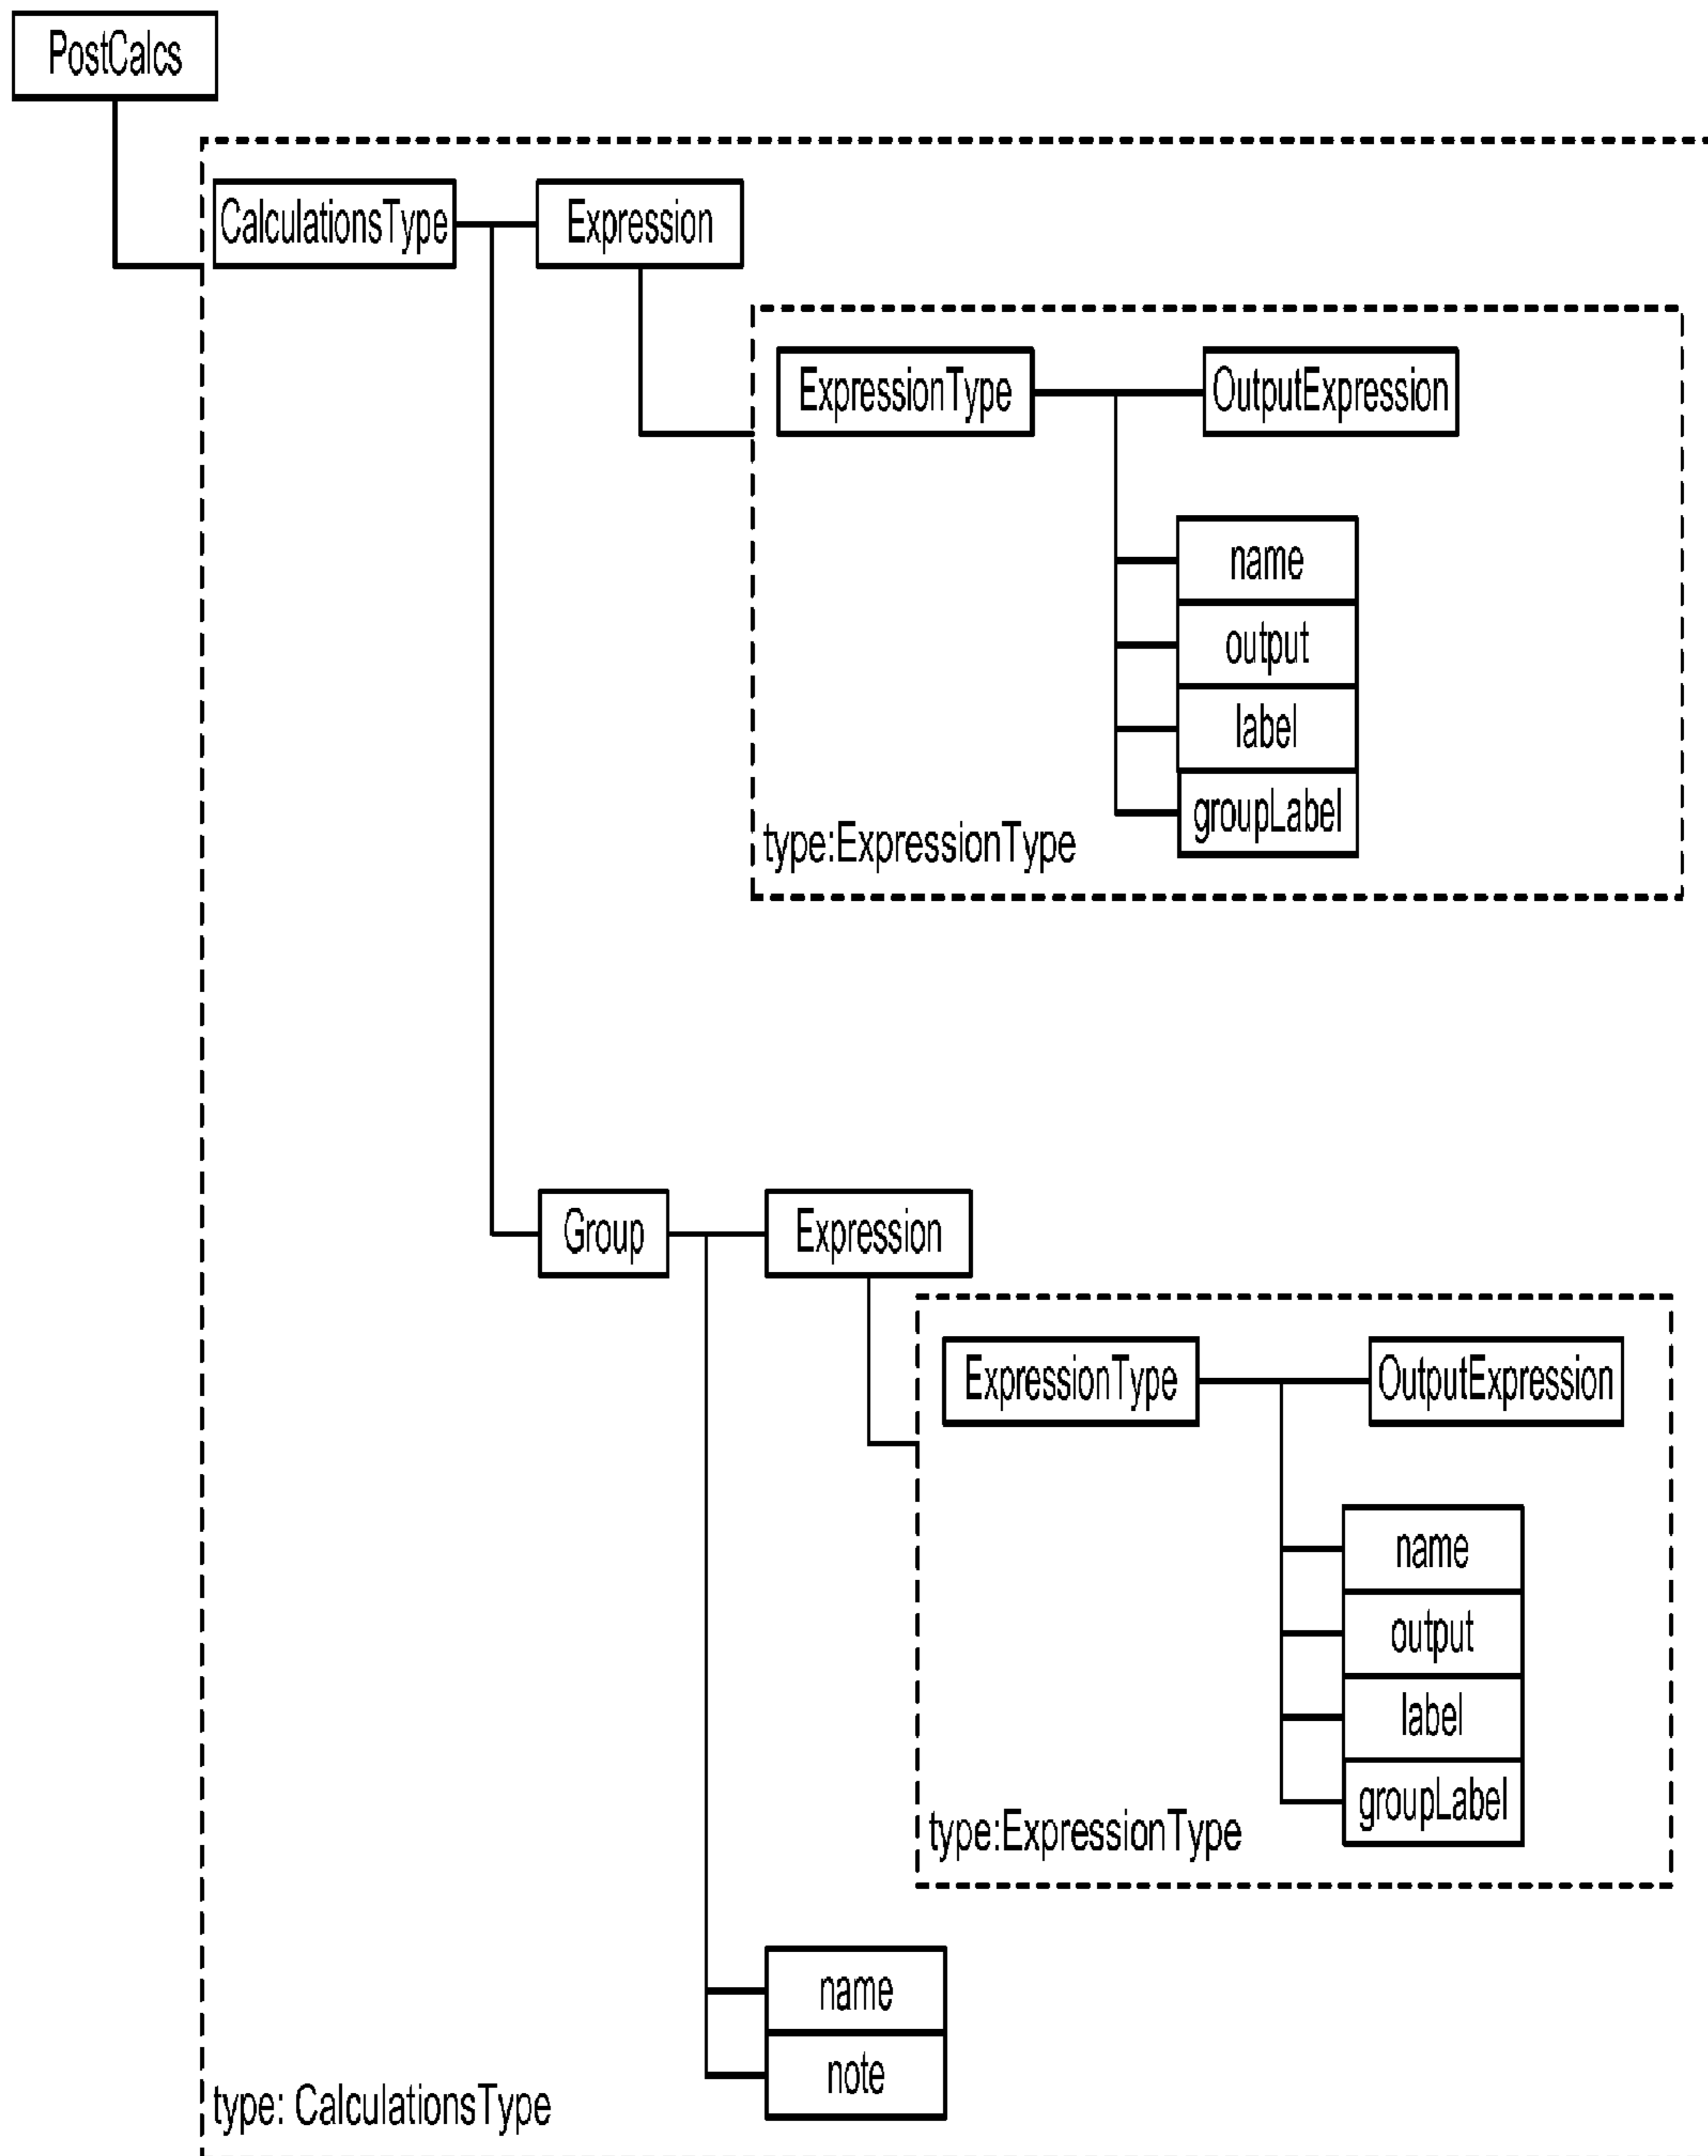 PostCalcs
CalculationsType
Expression
ExpressionType
OutputExpression
name
output
label
groupLabel
type:ExpressionType
Group
Expression
ExpressionType
OutputExpression
name
output
label
groupLabel
type:ExpressionType
name
note
type: CalculationsType